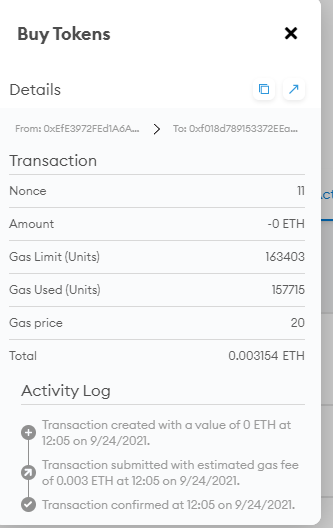 Buy Tokens
Details
From: 0xEfE3972FEd1A6A...
To: 0xf018d789153372EEa...
Transaction
Nonce 11
Amount -0 ETH
Gas Limit (Units) 163403
Gas Used (Units) 157715
Gas price 20
Total 0.003154 ETH
Activity Log
Transaction created with a value of 0 ETH at
12:05 on 9/24/2021.
Transaction submitted with estimated gas fee
of 0.003 ETH at 12:05 on 9/24/2021.
Transaction confirmed at 12:05 on 9/24/2021.